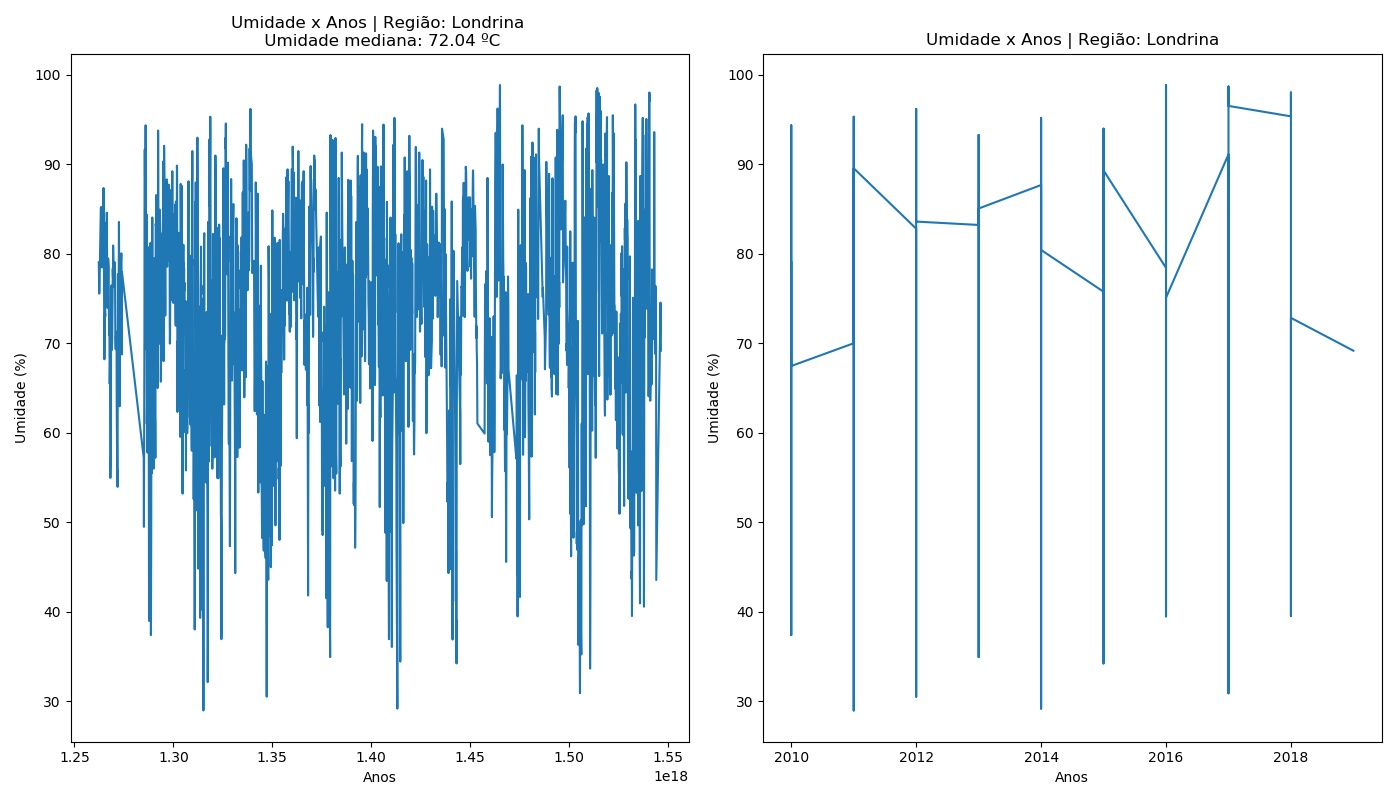 Umidade x Anos | Região: Londrina
Umidade mediana: 72.04 ºC
100
90
80
70
60
50
40
30
Umidade (%)
1.25 1.30 1.35 1.40 1.45 1.50 1.55
1e18
Anos
Umidade x Anos | Região: Londrina
100
90
80
70
60
50
40
30
Umidade (%)
2010 2012 2014 2016 2018
Anos